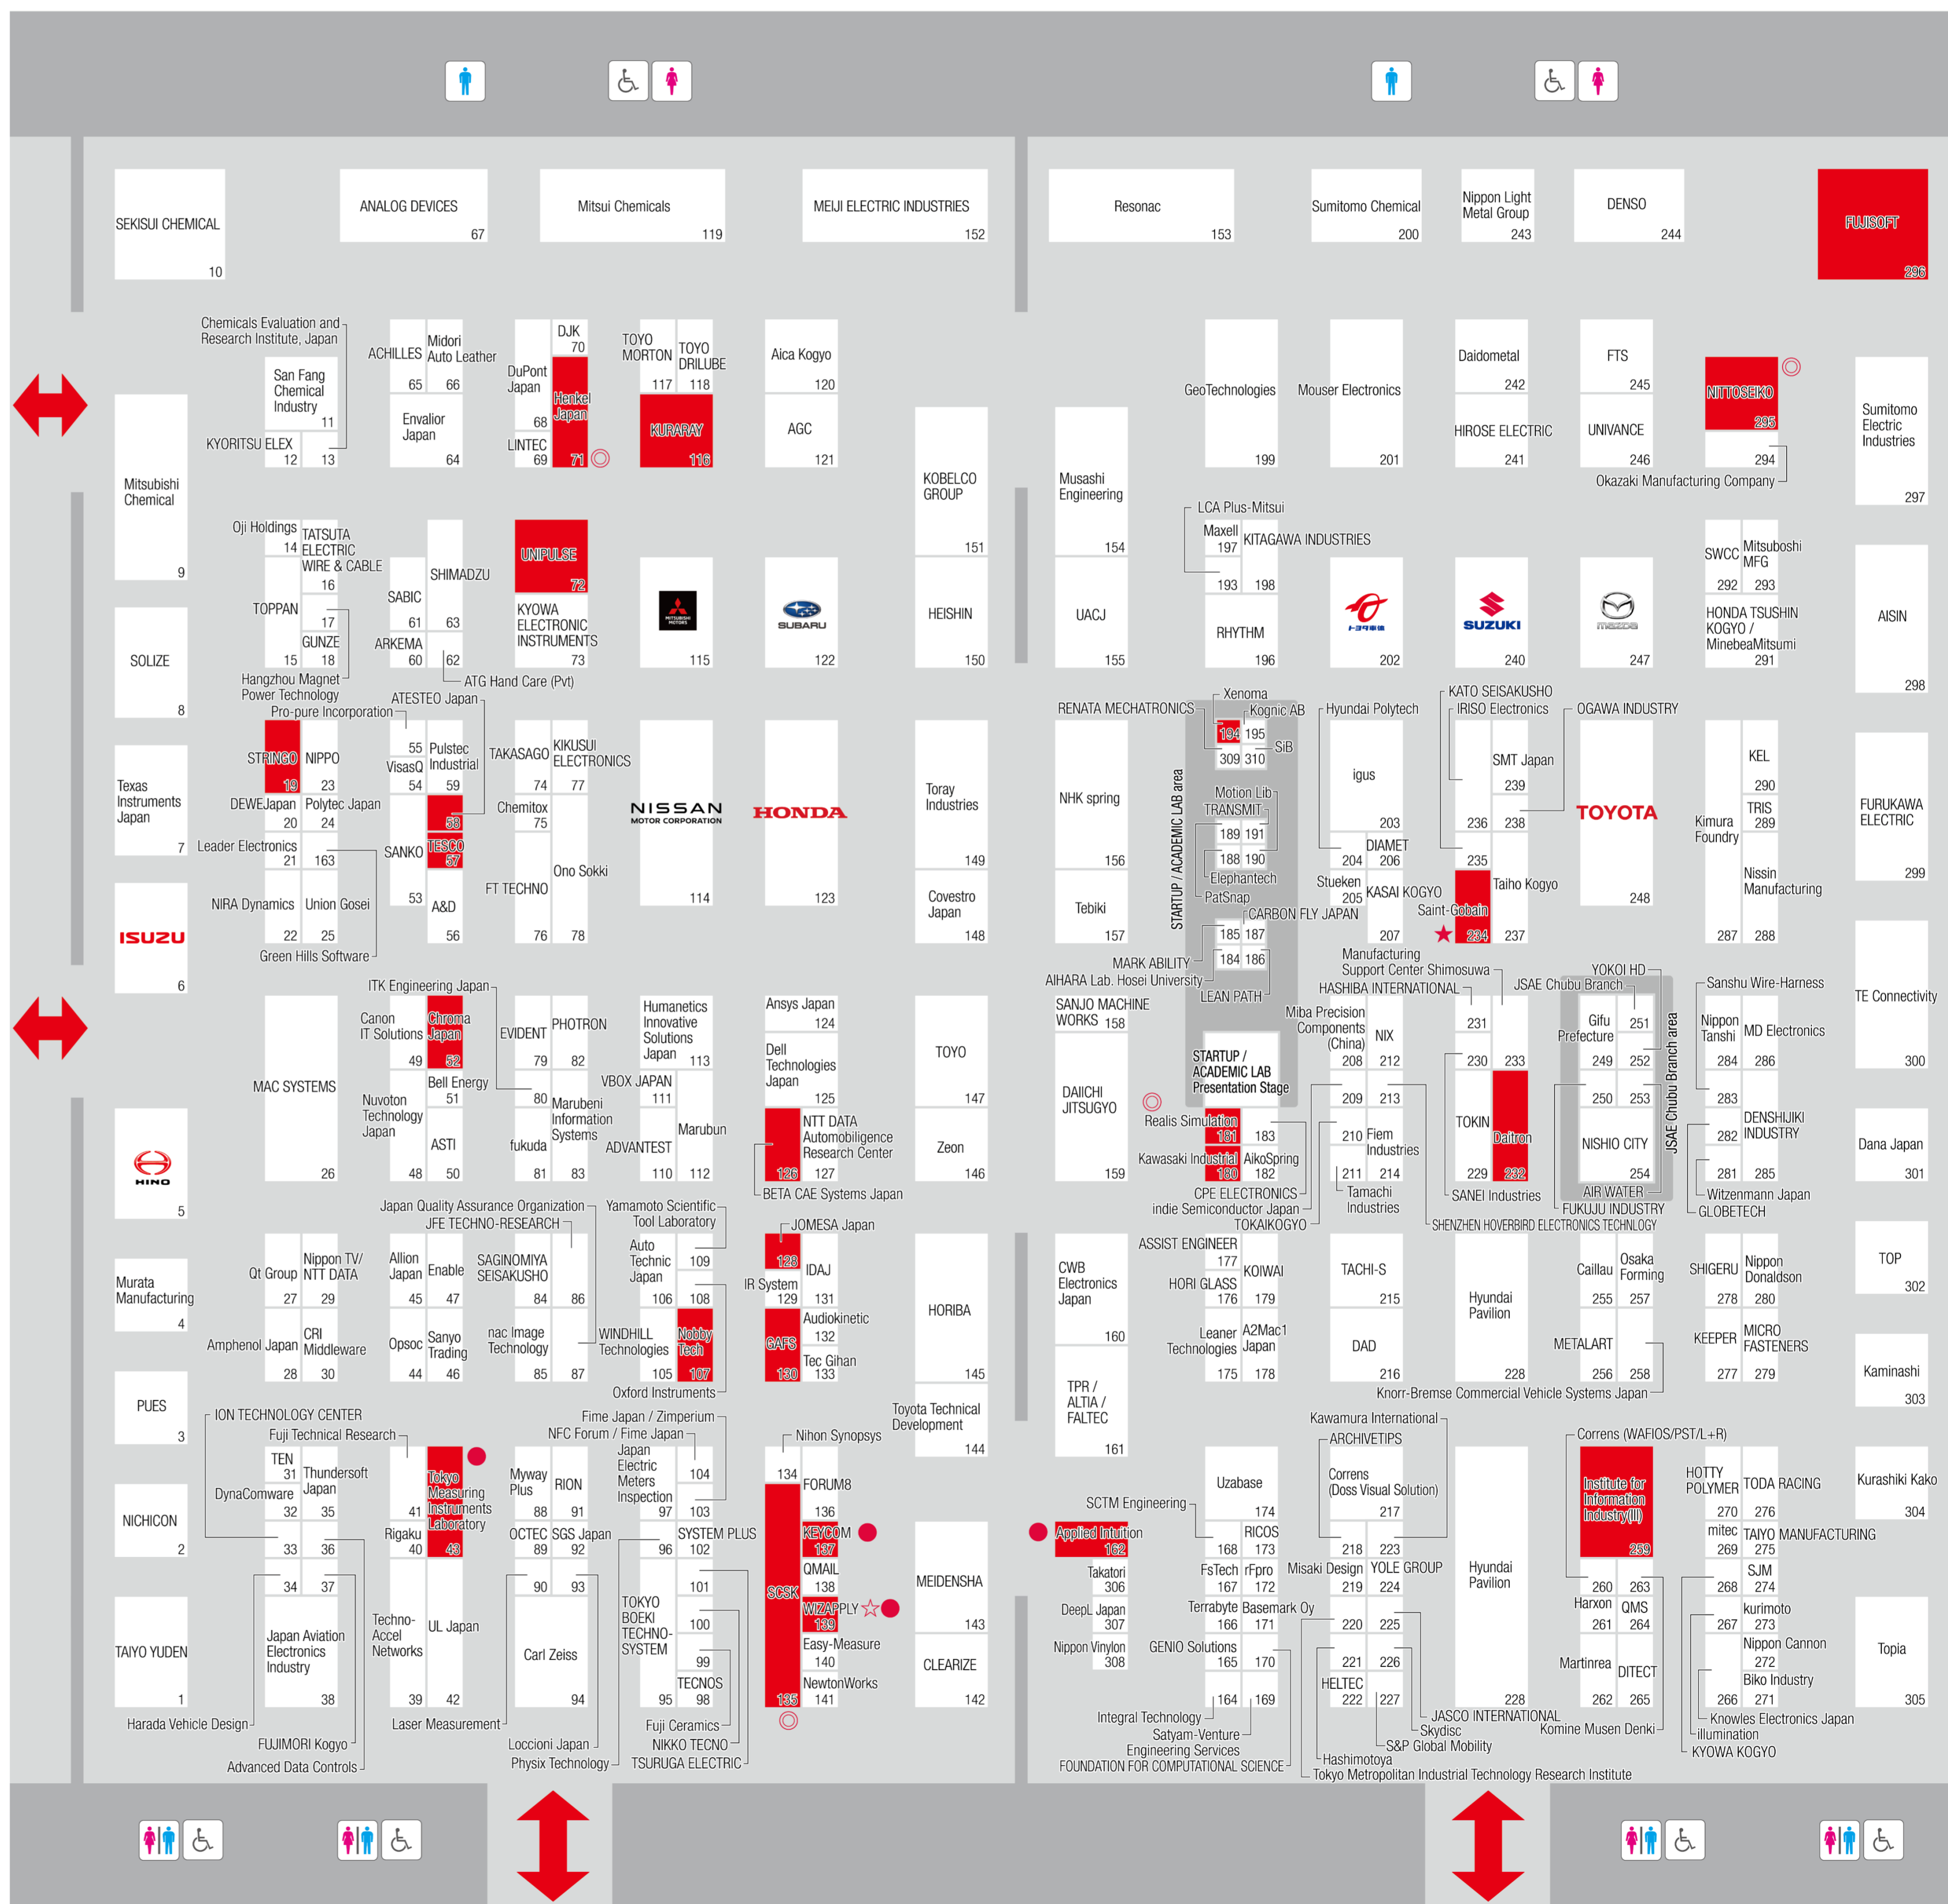 SEKISUI CHEMICAL
10
ANALOG DEVICES
67
Mitsui Chemicals
119
MEIJI ELECTRIC INDUSTRIES
152
Resonac
153
Sumitomo Chemical
200
Nippon Light
Metal Group
243
DENSO
244
FUJISOFT
296
Chemicals Evaluation and
Research Institute, Japan
San Fang
Chemical
Industry
11
KYORITSU ELEX
12
13
ACHILLES
65
Midori
Auto Leather
66
Envalior
Japan
64
DuPont
Japan
68
DJK
70
Henkel
Japan
71
LINTEC
69
TOYO
MORTON
117
TOYO
DRILUBE
118
KURARAY
116
Aica Kogyo
120
AGC
121
KOBELCO
GROUP
151
Musashi
Engineering
154
GeoTechnologies
199
Mouser Electronics
201
Daidometal
242
HIROSE ELECTRIC
241
FTS
245
UNIVANCE
246
NITTOSEIKO
295
294
Okazaki Manufacturing Company
Sumitomo
Electric
Industries
297
Mitsubishi
Chemical
9
Oji Holdings
14
TATSUTA
ELECTRIC
WIRE & CABLE
16
TOPPAN
15
17
GUNZE
18
Hangzhou Magnet
Power Technology
SABIC
61
SHIMADZU
63
ARKEMA
60
62
ATG Hand Care (Pvt)
UNIPULSE
72
KYOWA
ELECTRONIC
INSTRUMENTS
73
MITSUBISHI
MOTORS
115
SUBARU
122
HEISHIN
150
UACJ
155
LCA Plus-Mitsui
Maxell
197
KITAGAWA INDUSTRIES
193
198
RHYTHM
196
トヨタ車体
202
SUZUKI
240
mazda
247
SWCC
292
Mitsuboshi
MFG
293
HONDA TSUSHIN
KOGYO /
MinebeaMitsumi
291
AISIN
298
SOLIZE
8
ATESTEO Japan
Pro-pure Incorporation
STRINGO
19
NIPPO
23
55
VisasQ
54
Pulstec
Industrial
59
58
TESCO
57
SANKO
53
A&D
56
DEWEJapan
20
Polytec Japan
24
Leader Electronics
21
163
NIRA Dynamics
22
Union Gosei
25
Green Hills Software
Texas
Instruments
Japan
7
ISUZU
6
TAKASAGO
74
KIKUSUI
ELECTRONICS
77
Chemitox
75
FT TECHNO
76
Ono Sokki
78
NISSAN
MOTOR CORPORATION
114
HONDA
123
Toray
Industries
149
Covestro
Japan
148
NHK spring
156
Tebiki
157
STARTUP / ACADEMIC LAB area
Xenoma
RENATA MECHATRONICS
Kognic AB
194
195
309
310
SiB
Motion Lib
TRANSMIT
189
191
188
190
Elephantech
PatSnap
CARBON FLY JAPAN
185
187
184
186
MARK ABILITY
AIHARA Lab. Hosei University
LEAN PATH
Hyundai Polytech
igus
203
204
DIAMET
206
Stueken
205
KASAI KOGYO
207
KATO SEISAKUSHO
IRISO Electronics
236
SMT Japan
239
238
OGAWA INDUSTRY
235
Saint-Gobain
234
Taiho Kogyo
237
TOYOTA
248
Kimura
Foundry
287
KEL
290
TRIS
289
Nissin
Manufacturing
288
FURUKAWA
ELECTRIC
299
ITK Engineering Japan
MAC SYSTEMS
26
Canon
IT Solutions
49
Chroma
Japan
52
Nuvoton
Technology
Japan
48
Bell Energy
51
ASTI
50
EVIDENT
79
PHOTRON
82
80
Marubeni
Information
Systems
83
fukuda
81
Humanetics
Innovative
Solutions
Japan
113
VBOX JAPAN
111
Marubun
112
ADVANTEST
110
Ansys Japan
124
Dell
Technologies
Japan
125
126
NTT DATA
Automobiligence
Research Center
127
BETA CAE Systems Japan
TOYO
147
Zeon
146
SANJO MACHINE
WORKS
158
DAIICHI
JITSUGYO
159
STARTUP /
ACADEMIC LAB
Presentation Stage
Realis Simulation
181
183
Kawasaki Industrial
180
AikoSpring
182
CPE ELECTRONICS
indie Semiconductor Japan
TOKAIKOGYO
Manufacturing
Support Center Shimosuwa
HASHIBA INTERNATIONAL
Miba Precision
Components
(China)
208
NIX
212
209
213
210
Fiem
Industries
214
211
Tamachi
Industries
231
230
233
TOKIN
229
Daitron
232
SANEI Industries
SHENZHEN HOVERBIRD ELECTRONICS TECHNLOGY
YOKOI HD
JSAE Chubu Branch
JSAE Chubu Branch area
Gifu
Prefecture
249
251
252
250
253
NISHIO CITY
254
AIR WATER
FUKUJU INDUSTRY
Sanshu Wire-Harness
Nippon
Tanshi
284
MD Electronics
286
283
282
DENSHIJIKI
INDUSTRY
285
281
Witzenmann Japan
GLOBETECH
TE Connectivity
300
Dana Japan
301
HINO
5
Japan Quality Assurance Organization
JFE TECHNO-RESEARCH
Yamamoto Scientific
Tool Laboratory
JOMESA Japan
Murata
Manufacturing
4
Qt Group
27
Nippon TV/
NTT DATA
29
Amphenol Japan
28
CRI
Middleware
30
Allion
Japan
45
Enable
47
Opsoc
44
Sanyo
Trading
46
SAGINOMIYA
SEISAKUSHO
84
86
nac Image
Technology
85
87
Auto
Technic
Japan
106
109
108
WINDHILL
Technologies
105
Nobby
Tech
107
Oxford Instruments
128
IR System
129
IDAJ
131
GAFS
130
Audiokinetic
132
Tec Gihan
133
HORIBA
145
CWB
Electronics
Japan
160
ASSIST ENGINEER
177
HORI GLASS
176
KOIWAI
179
Leaner
Technologies
175
A2Mac1
Japan
178
TACHI-S
215
DAD
216
Hyundai
Pavilion
228
Caillau
255
Osaka
Forming
257
METALART
256
258
Knorr-Bremse Commercial Vehicle Systems Japan
SHIGERU
278
Nippon
Donaldson
280
KEEPER
277
MICRO
FASTENERS
279
TOP
302
Kaminashi
303
PUES
3
ION TECHNOLOGY CENTER
Fuji Technical Research
TEN
31
Thundersoft
Japan
35
DynaComware
32
33
36
34
37
Japan Aviation
Electronics
Industry
38
Harada Vehicle Design
FUJIMORI Kogyo
Advanced Data Controls
NICHICON
2
TAIYO YUDEN
1
41
Tokyo
Measuring
Instruments
Laboratory
43
Rigaku
40
Techno-
Accel
Networks
39
UL Japan
42
Myway
Plus
88
RION
91
OCTEC
89
SGS Japan
92
90
93
Carl Zeiss
94
Laser Measurement
Loccioni Japan
Physix Technology
Fime Japan / Zimperium
NFC Forum / Fime Japan
Japan
Electric
Meters
Inspection
97
104
103
96
SYSTEM PLUS
102
TOKYO
BOEKI
TECHNO-
SYSTEM
95
101
100
99
TECNOS
98
Fuji Ceramics
NIKKO TECNO
TSURUGA ELECTRIC
Nihon Synopsys
134
FORUM8
136
KEYCOM
137
QMAIL
138
SCSK
135
WIZAPPLY
139
Easy-Measure
140
NewtonWorks
141
Toyota Technical
Development
144
MEIDENSHA
143
CLEARIZE
142
TPR /
ALTIA /
FALTEC
161
Applied Intuition
162
Takatori
306
DeepL Japan
307
Nippon Vinylon
308
SCTM Engineering
Uzabase
174
168
RICOS
173
FsTech
167
rFpro
172
Terrabyte
166
Basemark Oy
171
GENIO Solutions
165
170
164
169
Integral Technology
Satyam-Venture
Engineering Services
FOUNDATION FOR COMPUTATIONAL SCIENCE
Kawamura International
ARCHIVETIPS
Correns
(Doss Visual Solution)
217
218
223
Misaki Design
219
YOLE GROUP
224
220
225
221
226
HELTEC
222
227
JASCO INTERNATIONAL
Skydisc
S&P Global Mobility
Hashimotoya
Tokyo Metropolitan Industrial Technology Research Institute
Hyundai
Pavilion
228
Correns (WAFIOS/PST/L+R)
Institute for
Information
Industry(III)
259
260
263
Harxon
261
QMS
264
Martinrea
262
DITECT
265
Komine Musen Denki
HOTTY
POLYMER
270
TODA RACING
276
mitec
269
TAIYO MANUFACTURING
275
268
SJM
274
267
kurimoto
273
Nippon Cannon
272
266
Biko Industry
271
Knowles Electronics Japan
illumination
KYOWA KOGYO
Kurashiki Kako
304
Topia
305